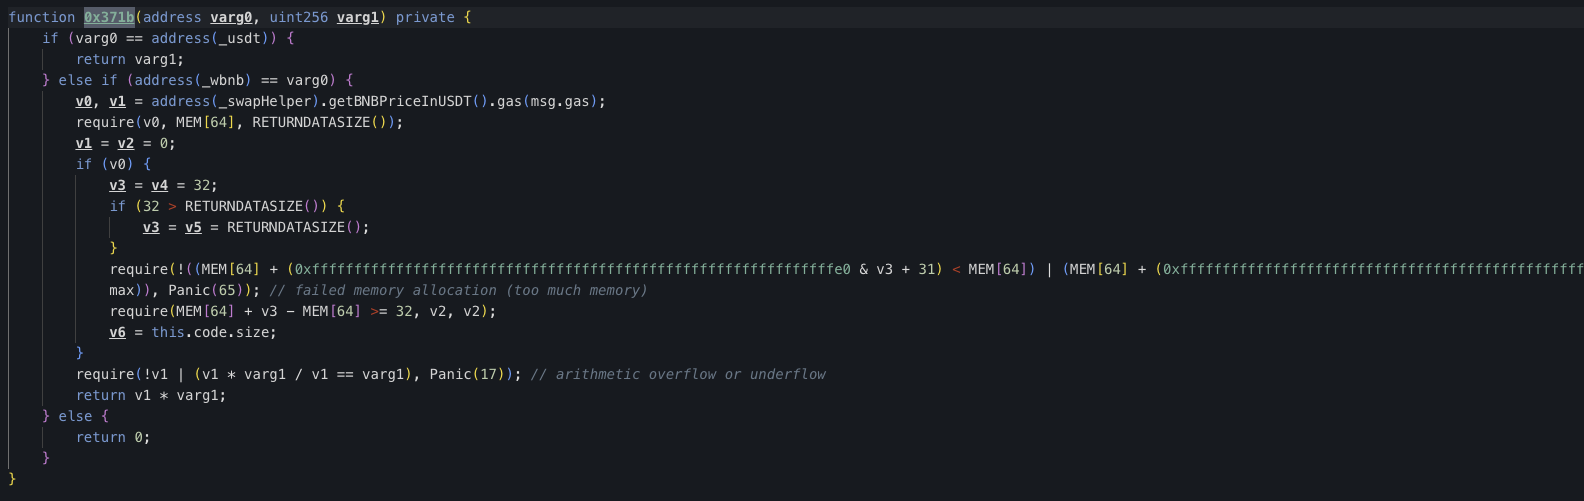 function 0x371b(address varg0, uint256 varg1) private {
if (varg0 == address(_usdt)) {
return varg1;
} else if (address(_wbnb) == varg0) {
v0, v1 = address(_swapHelper).getBNBPriceInUSDT().gas(msg.gas);
require(v0, MEM[64], RETURNDATASIZE());
v1 = v2 = 0;
if (v0) {
v3 = v4 = 32;
if (32 > RETURNDATASIZE()) {
v3 = v5 = RETURNDATASIZE();
}
require(!((MEM[64] + (0xffffffffffffffffffffffffffffffffffffffffffffffffffffffffffffffe0 & v3 + 31) < MEM[64]) | (MEM[64] + (0xffffffffffffffffffffffffffffffffffffffffffffffff
max)), Panic(65)); // failed memory allocation (too much memory)
require(MEM[64] + v3 - MEM[64] >= 32, v2, v2);
v6 = this.code.size;
}
require(!v1 | (v1 * varg1 / v1 == varg1), Panic(17)); // arithmetic overflow or underflow
return v1 * varg1;
} else {
return 0;
}
}